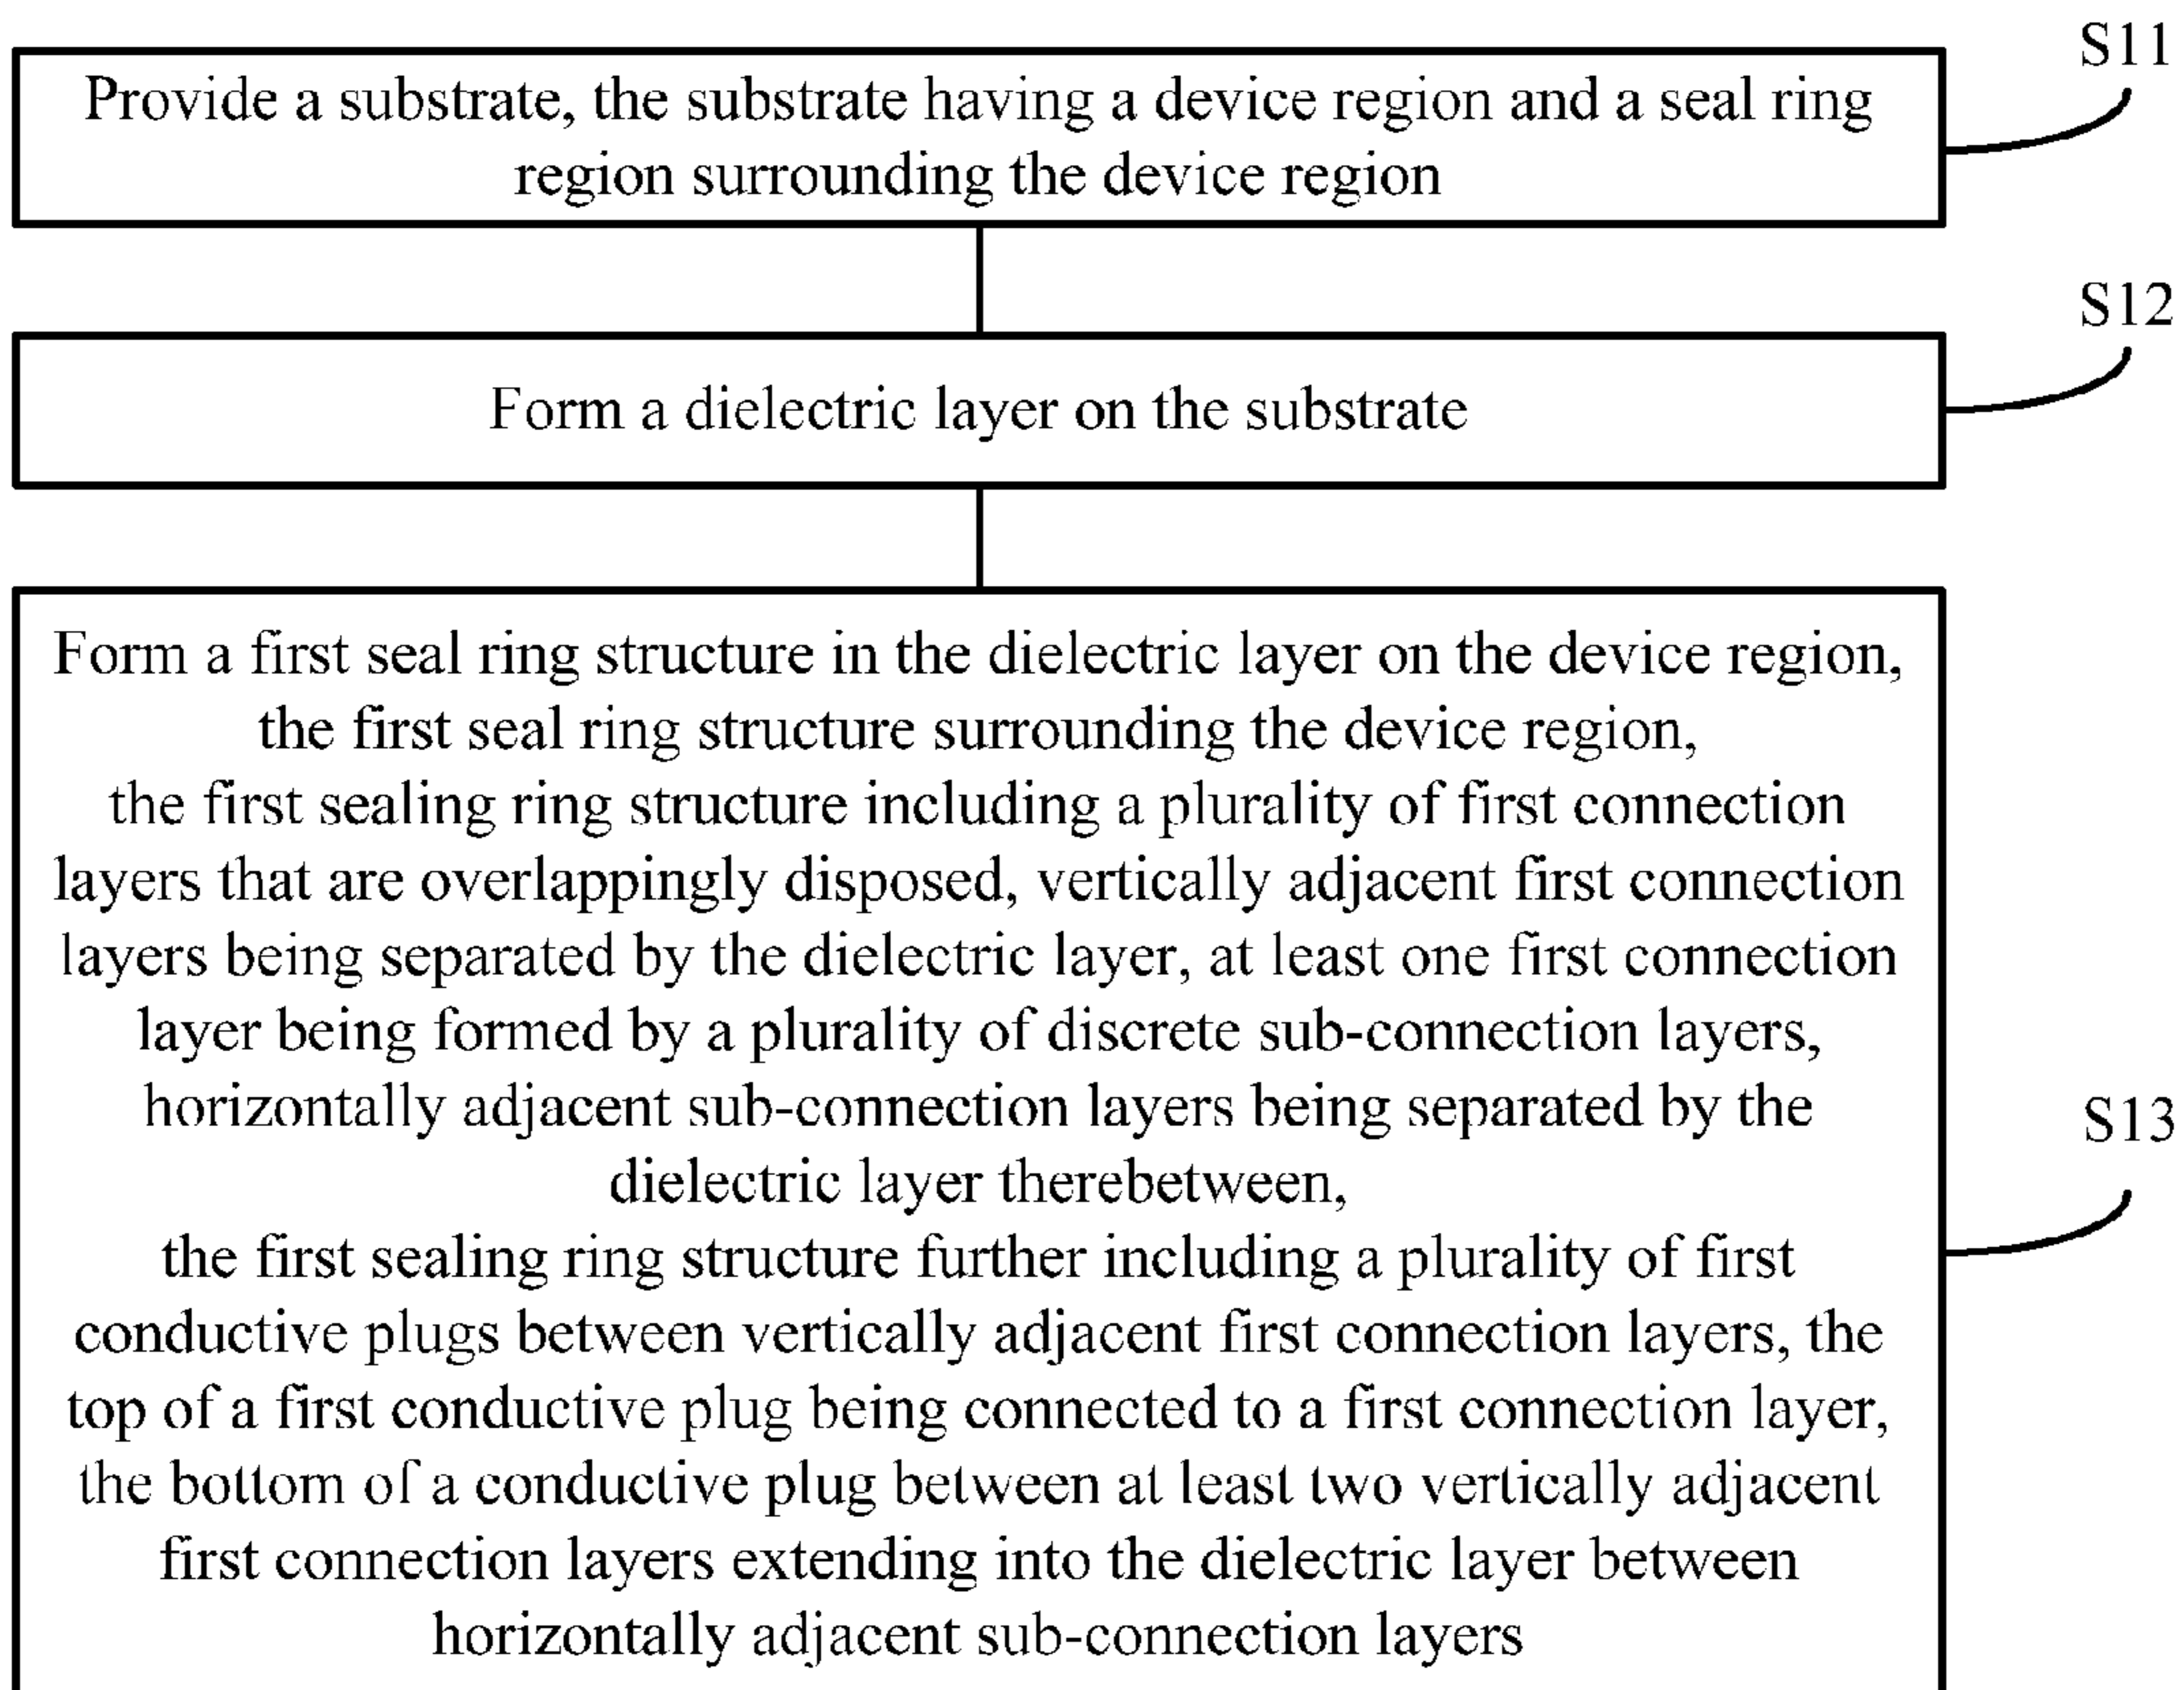 S11
Provide a substrate, the substrate having a device region and a seal ring
region surrounding the device region
S12
Form a dielectric layer on the substrate
Form a first seal ring structure in the dielectric layer on the device region,
the first seal ring structure surrounding the device region,
the first sealing ring structure including a plurality of first connection
layers that are overlappingly disposed, vertically adjacent first connection
layers being separated by the dielectric layer, at least one first connection
layer being formed by a plurality of discrete sub-connection layers,
horizontally adjacent sub-connection layers being separated by the
dielectric layer therebetween,
the first sealing ring structure further including a plurality of first
conductive plugs between vertically adjacent first connection layers, the
top of a first conductive plug being connected to a first connection layer,
the bottom of a conductive plug between at least two vertically adjacent
first connection layers extending into the dielectric layer between
horizontally adjacent sub-connection layers
S13